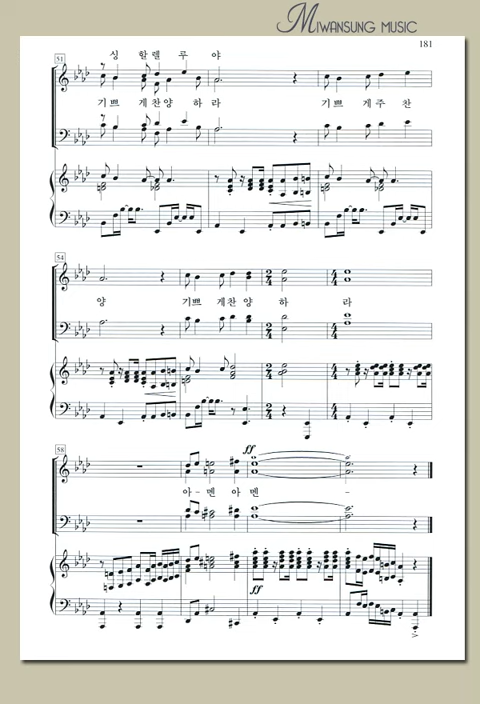 MIWANSUNG MUSIC
181
51
싱 할렐 루 야
기쁘 게찬양 하 라 기쁘 게주 찬
54
양 기쁘 게찬 양 하 라
58
ff
아 - 멘 아 멘 -
ff